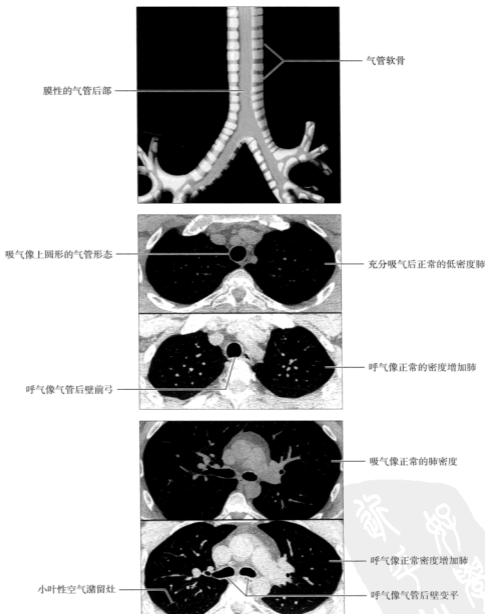 气管软骨
膜性的气管后部
吸气像上圆形的气管形态
充分吸气后正常的低密度肺
呼气像正常的密度增加肺
呼气像气管后壁前弓
吸气像正常的肺密度
呼气像正常密度增加肺
小叶性空气潴留灶
呼气像气管后壁变平